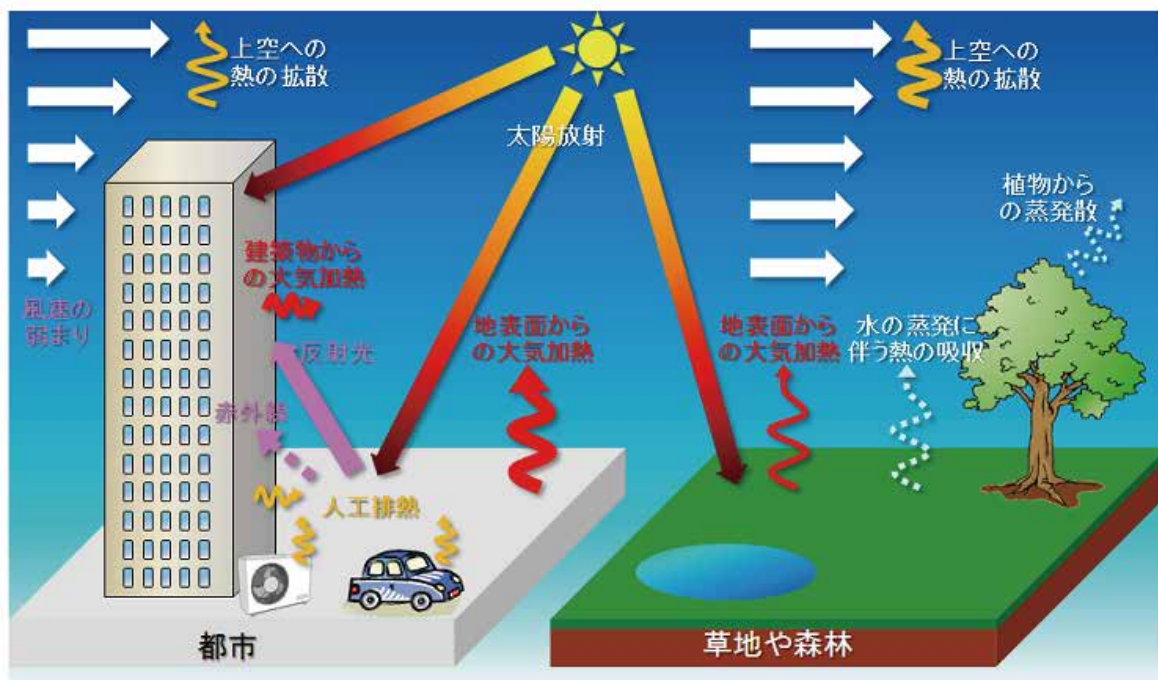 上空への
熱の拡散
太陽放射
上空への
熱の拡散
植物から
の蒸発散
建築物から
の大気加熱
風速の
弱まり
反射光
地表面から
の大気加熱
地表面から
の大気加熱
水の蒸発に
伴う熱の吸収
赤外線
人工排熱
都市
草地や森林